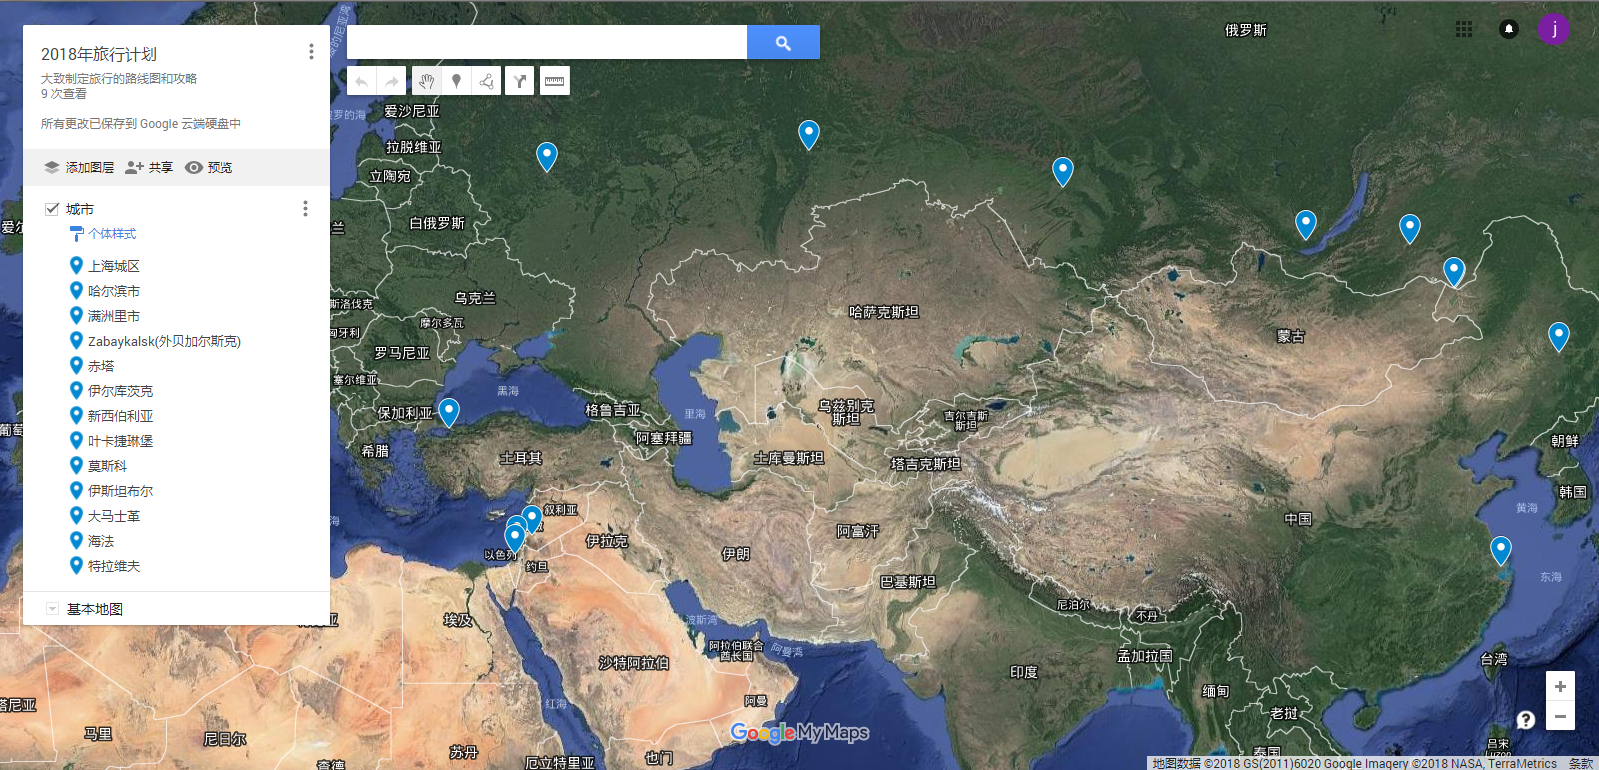 2018年旅行计划
大致制定旅行的路线图和攻略
9 次查看
所有更改已保存到 Google 云端硬盘中
添加图层
共享
预览
城市
个体样式
上海城区
哈尔滨市
满洲里市
Zabaykalsk(外贝加尔斯克)
赤塔
伊尔库茨克
新西伯利亚
叶卡捷琳堡
莫斯科
伊斯坦布尔
大马士革
海法
特拉维夫
基本地图
俄罗斯
j
爱沙尼亚
拉脱维亚
立陶宛
白俄罗斯
乌克兰
斯洛伐克
摩尔多瓦
匈牙利
罗马尼亚
塞尔维亚
黑海
保加利亚
希腊
格鲁吉亚
里海
阿塞拜疆
土耳其
哈萨克斯坦
乌兹别克
斯坦
吉尔吉斯
斯坦
土库曼斯坦
塔吉克斯坦
蒙古
朝鲜
韩国
黄海
中国
东海
叙利亚
以色列
约旦
伊拉克
伊朗
阿富汗
巴基斯坦
尼泊尔
不丹
孟加拉国
埃及
波斯湾
阿拉伯联合
酋长国
阿曼湾
沙特阿拉伯
阿曼
红海
印度
缅甸
老挝
台湾
泰国
吕宋
Luzon
马里
尼日尔
苏丹
厄立特里亚
也门
查德
Google My Maps
地图数据 ©2018 GS(2011)6020 Google Imagery ©2018 NASA, TerraMetrics
条款